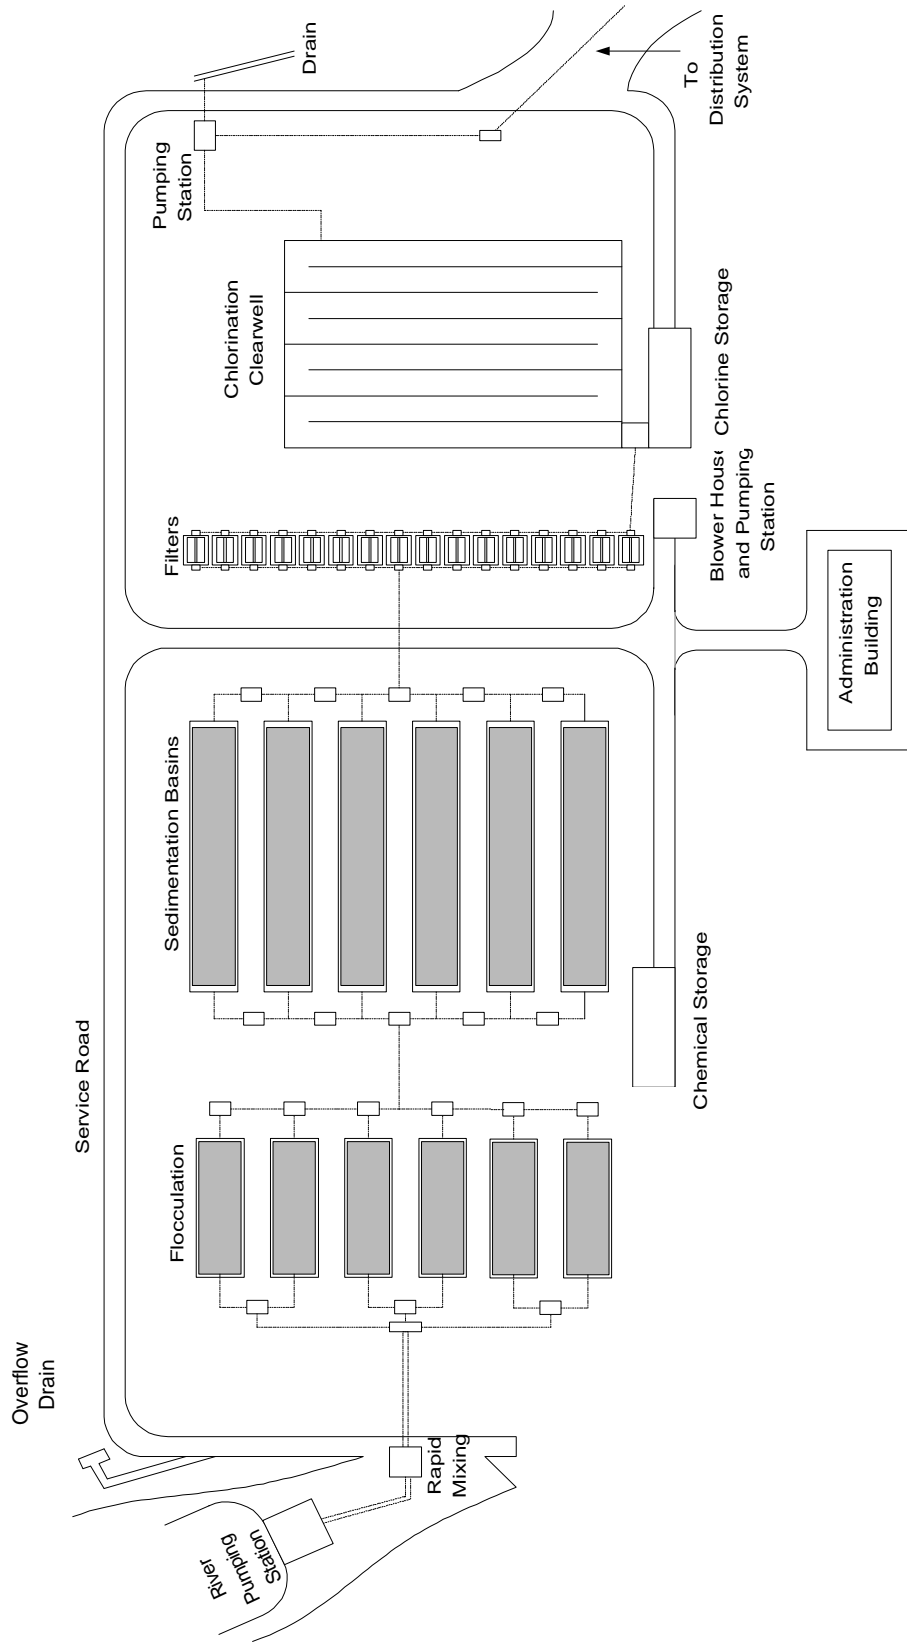 Overflow
Drain
Service Road
River
Pumping
Station
Rapid
Mixing
Flocculation
Sedimentation Basins
Filters
Chlorination
Clearwell
Pumping
Station
Drain
To
Distribution
System
Chemical Storage
Blower House
and Pumping
Station
Chlorine Storage
Administration
Building